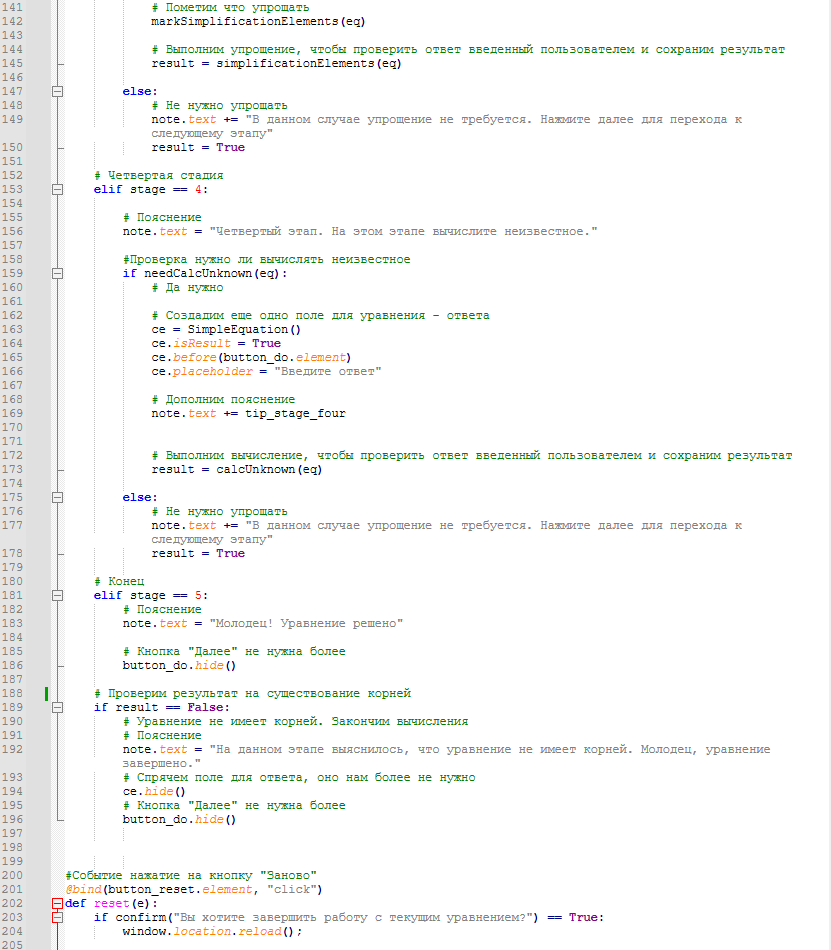 141 # Пометим что упрощать
142 markSimplificationElements(eq)
143
144 # Выполним упрощение, чтобы проверить ответ введенный пользователем и сохраним результат
145 result = simplificationElements(eq)
146
147 else:
148 # Не нужно упрощать
149 note.text += "В данном случае упрощение не требуется. Нажмите далее для перехода к
следующему этапу"
150 result = True
151
152 # Четвертая стадия
153 elif stage == 4:
154
155 # Пояснение
156 note.text = "Четвертый этап. На этом этапе вычислите неизвестное."
157
158 #Проверка нужно ли вычислять неизвестное
159 if needCalcUnknown(eq):
160 # Да нужно
161
162 # Создадим еще одно поле для уравнения - ответа
163 ce = SimpleEquation()
164 ce.isResult = True
165 ce.before(button_do.element)
166 ce.placeholder = "Введите ответ"
167
168 # Дополним пояснение
169 note.text += tip_stage_four
170
171
172 # Выполним вычисление, чтобы проверить ответ введенный пользователем и сохраним результат
173 result = calcUnknown(eq)
174
175 else:
176 # Не нужно упрощать
177 note.text += "В данном случае упрощение не требуется. Нажмите далее для перехода к
следующему этапу"
178 result = True
179
180 # Конец
181 elif stage == 5:
182 # Пояснение
183 note.text = "Молодец! Уравнение решено"
184
185 # Кнопка "Далее" не нужна более
186 button_do.hide()
187
188 # Проверим результат на существование корней
189 if result == False:
190 # Уравнение не имеет корней. Закончим вычисления
191 # Пояснение
192 note.text = "На данном этапе выяснилось, что уравнение не имеет корней. Молодец, уравнение
завершено."
193 # Спрячем поле для ответа, оно нам более не нужно
194 ce.hide()
195 # Кнопка "Далее" не нужна более
196 button_do.hide()
197
198
199
200 #Событие нажатие на кнопку "Заново"
201 @bind(button_reset.element, "click")
202 def reset(e):
203 if confirm("Вы хотите завершить работу с текущим уравнением?") == True:
204 window.location.reload();
205